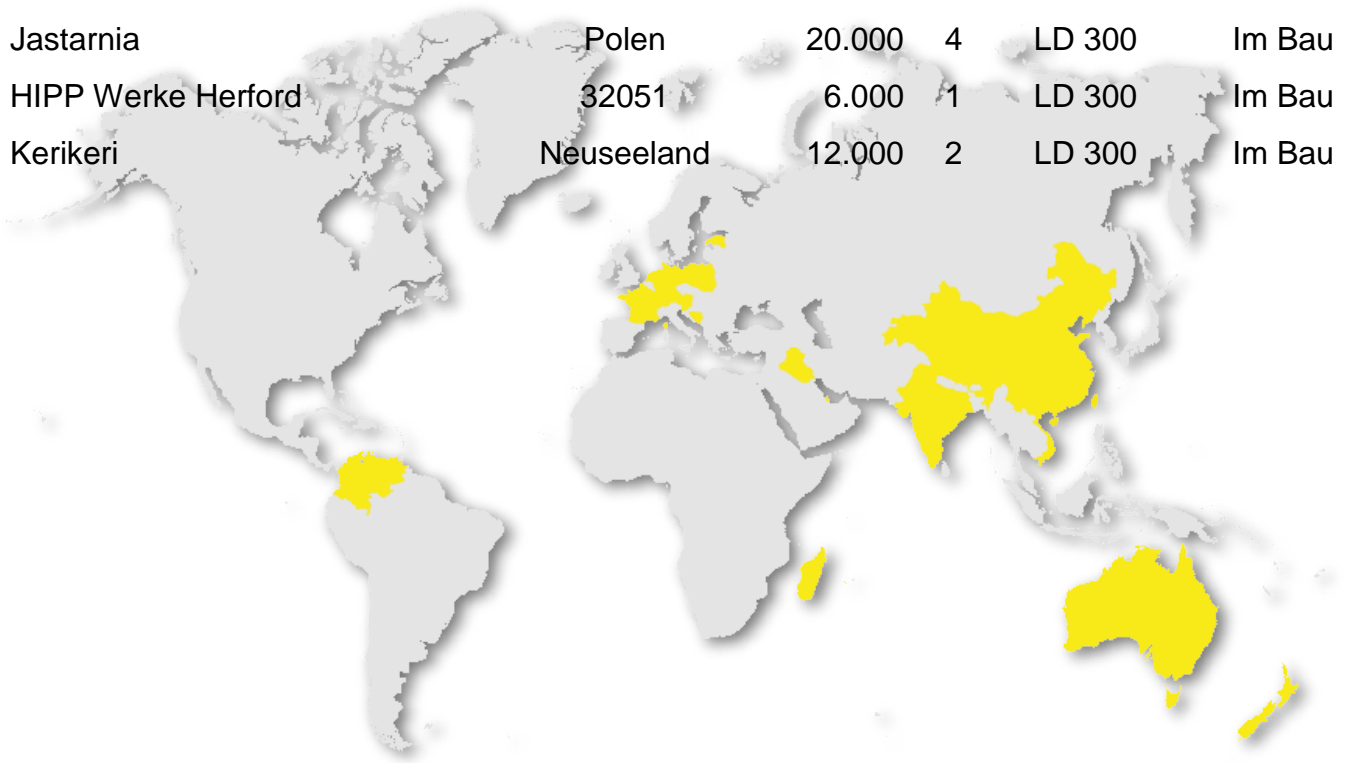 Jastarnia Polen 20.000 4 LD 300 Im Bau
HIPP Werke Herford 32051 6.000 1 LD 300 Im Bau
Kerikeri Neuseeland 12.000 2 LD 300 Im Bau